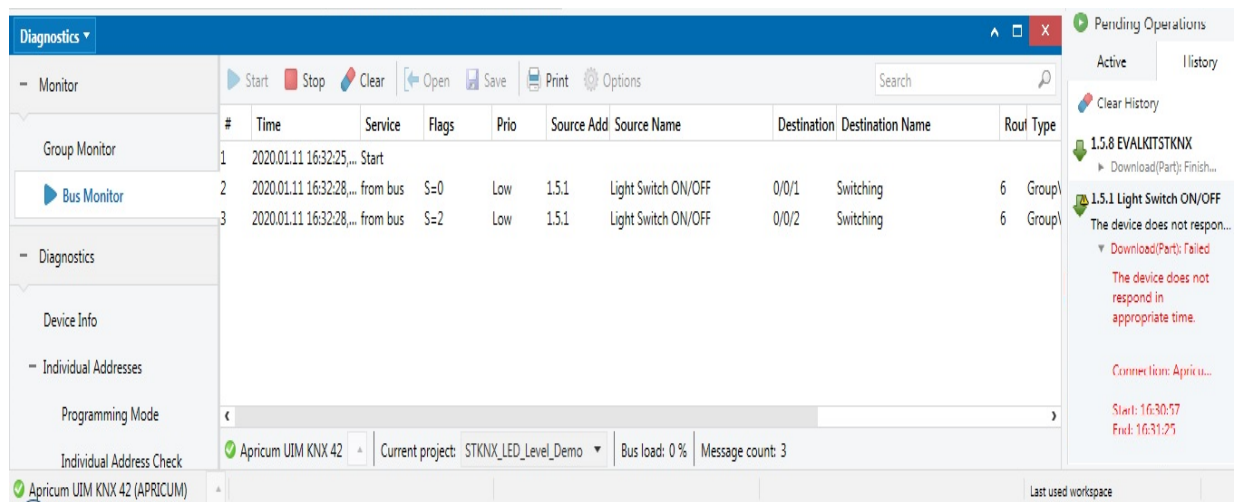 Diagnostics
Pending Operations
Active History
Clear History
1.5.8 EVALKITSTKNX
Download(Part): Finish...
1.5.1 Light Switch ON/OFF
The device does not respon...
Download(Part): Failed
The device does not
respond in
appropriate time.
Connection: Apricu...
Start: 16:30:57
End: 16:31:25
Monitor
Group Monitor
Bus Monitor
Diagnostics
Device Info
Individual Addresses
Programming Mode
Individual Address Check
Start Stop Clear Open Save Print Options Search
# Time Service Flags Prio Source Add Source Name Destination Destination Name Rout Type
1 2020.01.11 16:32:25,... Start
2 2020.01.11 16:32:28,... from bus S=0 Low 1.5.1 Light Switch ON/OFF 0/0/1 Switching 6 GroupV
3 2020.01.11 16:32:28,... from bus S=2 Low 1.5.1 Light Switch ON/OFF 0/0/2 Switching 6 GroupV
Apricum UIM KNX 42 Current project: STKNX_LED_Level_Demo Bus load: 0 % Message count: 3
Apricum UIM KNX 42 (APRICUM) Last used workspace